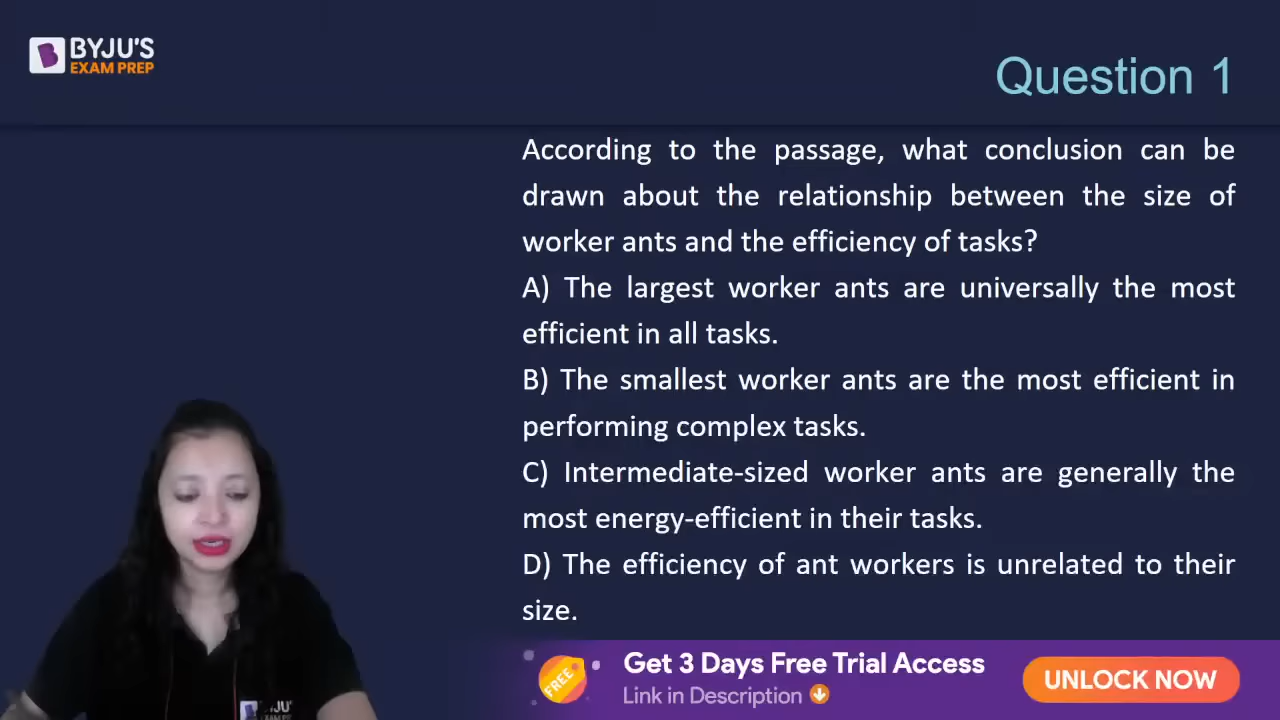 BYJU'S
EXAM PREP
Question 1
According to the passage, what conclusion can be
drawn about the relationship between the size of
worker ants and the efficiency of tasks?
A) The largest worker ants are universally the most
efficient in all tasks.
B) The smallest worker ants are the most efficient in
performing complex tasks.
C) Intermediate-sized worker ants are generally the
most energy-efficient in their tasks.
D) The efficiency of ant workers is unrelated to their
size.
FREE
Get 3 Days Free Trial Access
Link in Description
UNLOCK NOW